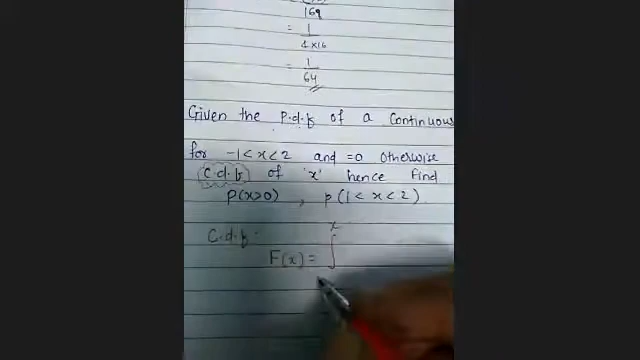 169
= 1
4×16
= 1
64
Given the p.d.f of a continuous
for -1 < x < 2 and =0 otherwise
c.d.f of 'x' hence find
p(x>0) , p(1 < x < 2)
c.d.f :
x
F(x) = ∫